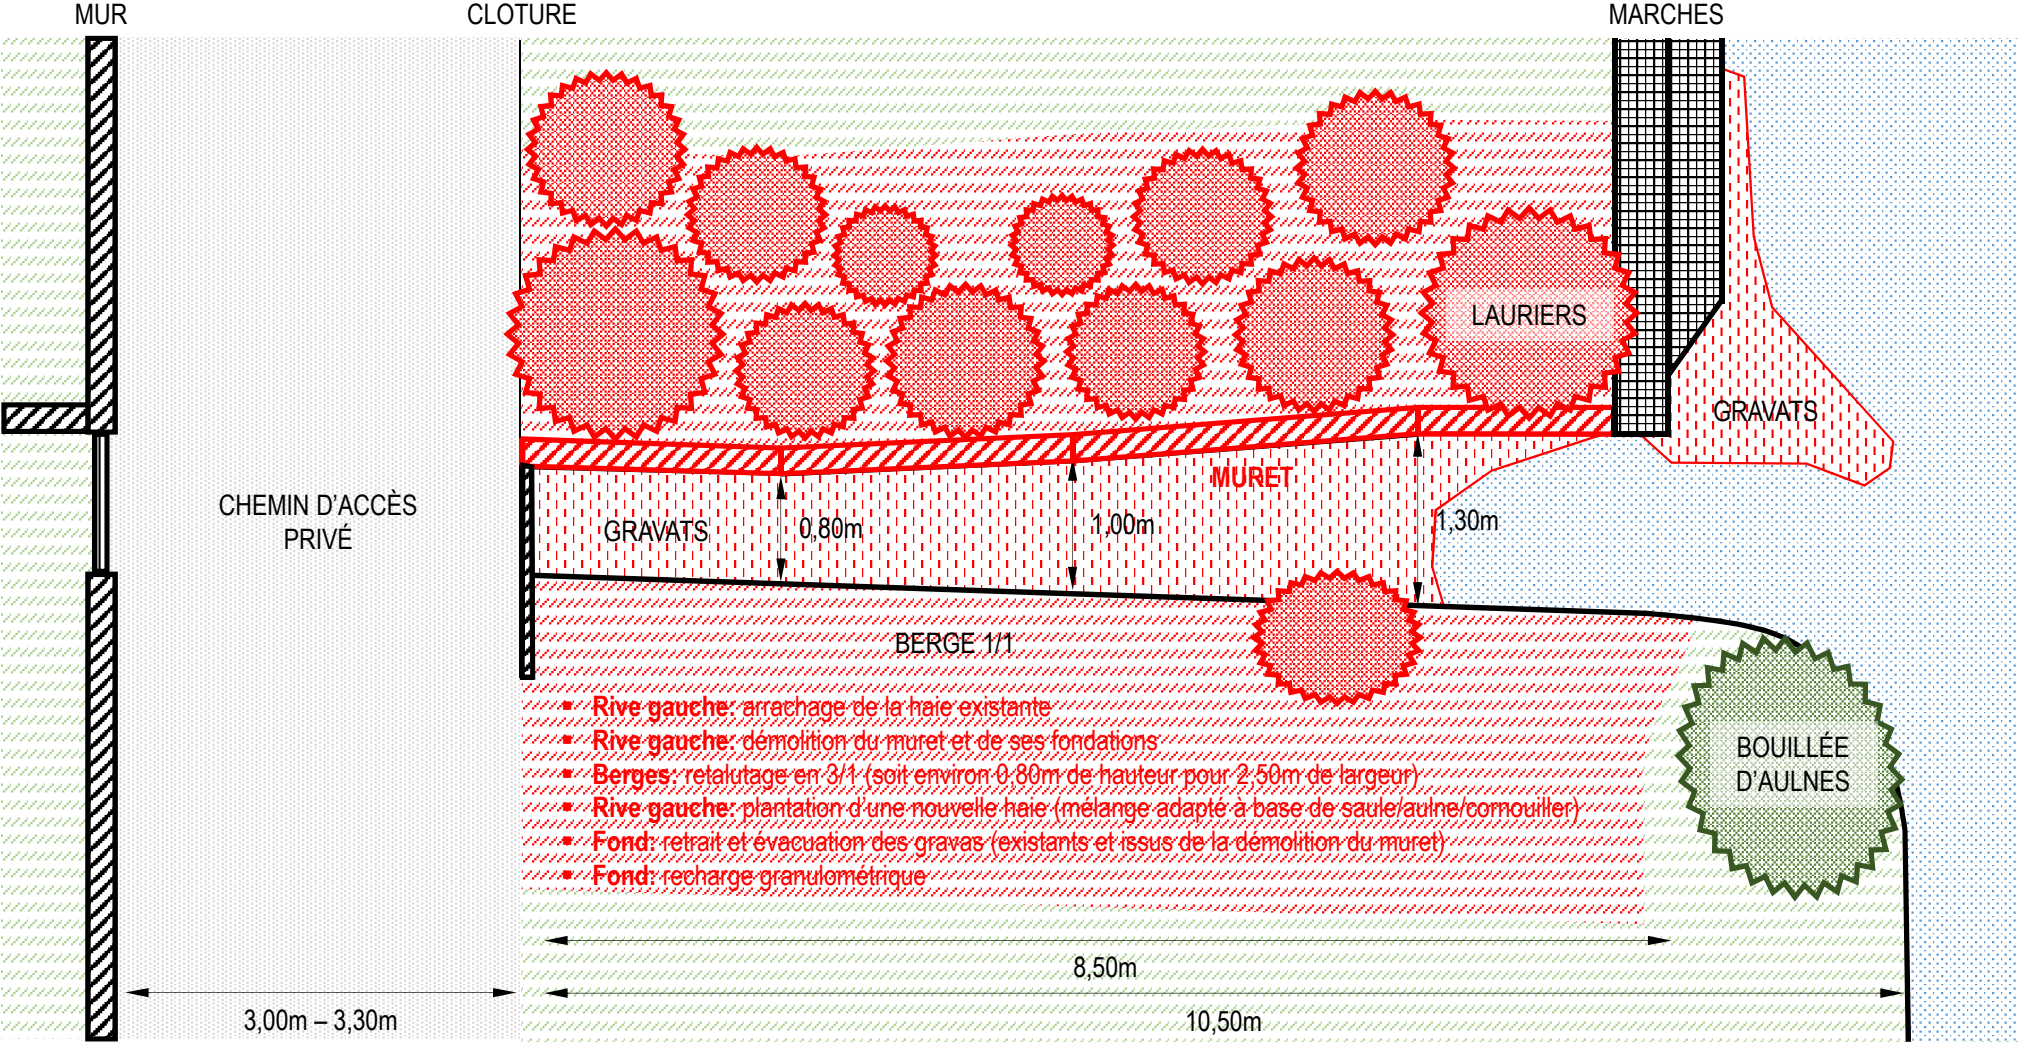 MUR
CLOTURE
MARCHES
LAURIERS
GRAVATS
MURET
CHEMIN D'ACCÈS
PRIVÉ
GRAVATS
0,80m
1,00m
1,30m
BERGE 1/1
▪ Rive gauche: arrachage de la haie existante
▪ Rive gauche: démolition du muret et de ses fondations
▪ Berges: retalutage en 3/1 (soit environ 0,80m de hauteur pour 2,50m de largeur)
▪ Rive gauche: plantation d'une nouvelle haie (mélange adapté à base de saule/aulne/cornouiller)
▪ Fond: retrait et évacuation des gravas (existants et issus de la démolition du muret)
▪ Fond: recharge granulométrique
BOUILLÉE
D'AULNES
8,50m
3,00m – 3,30m
10,50m